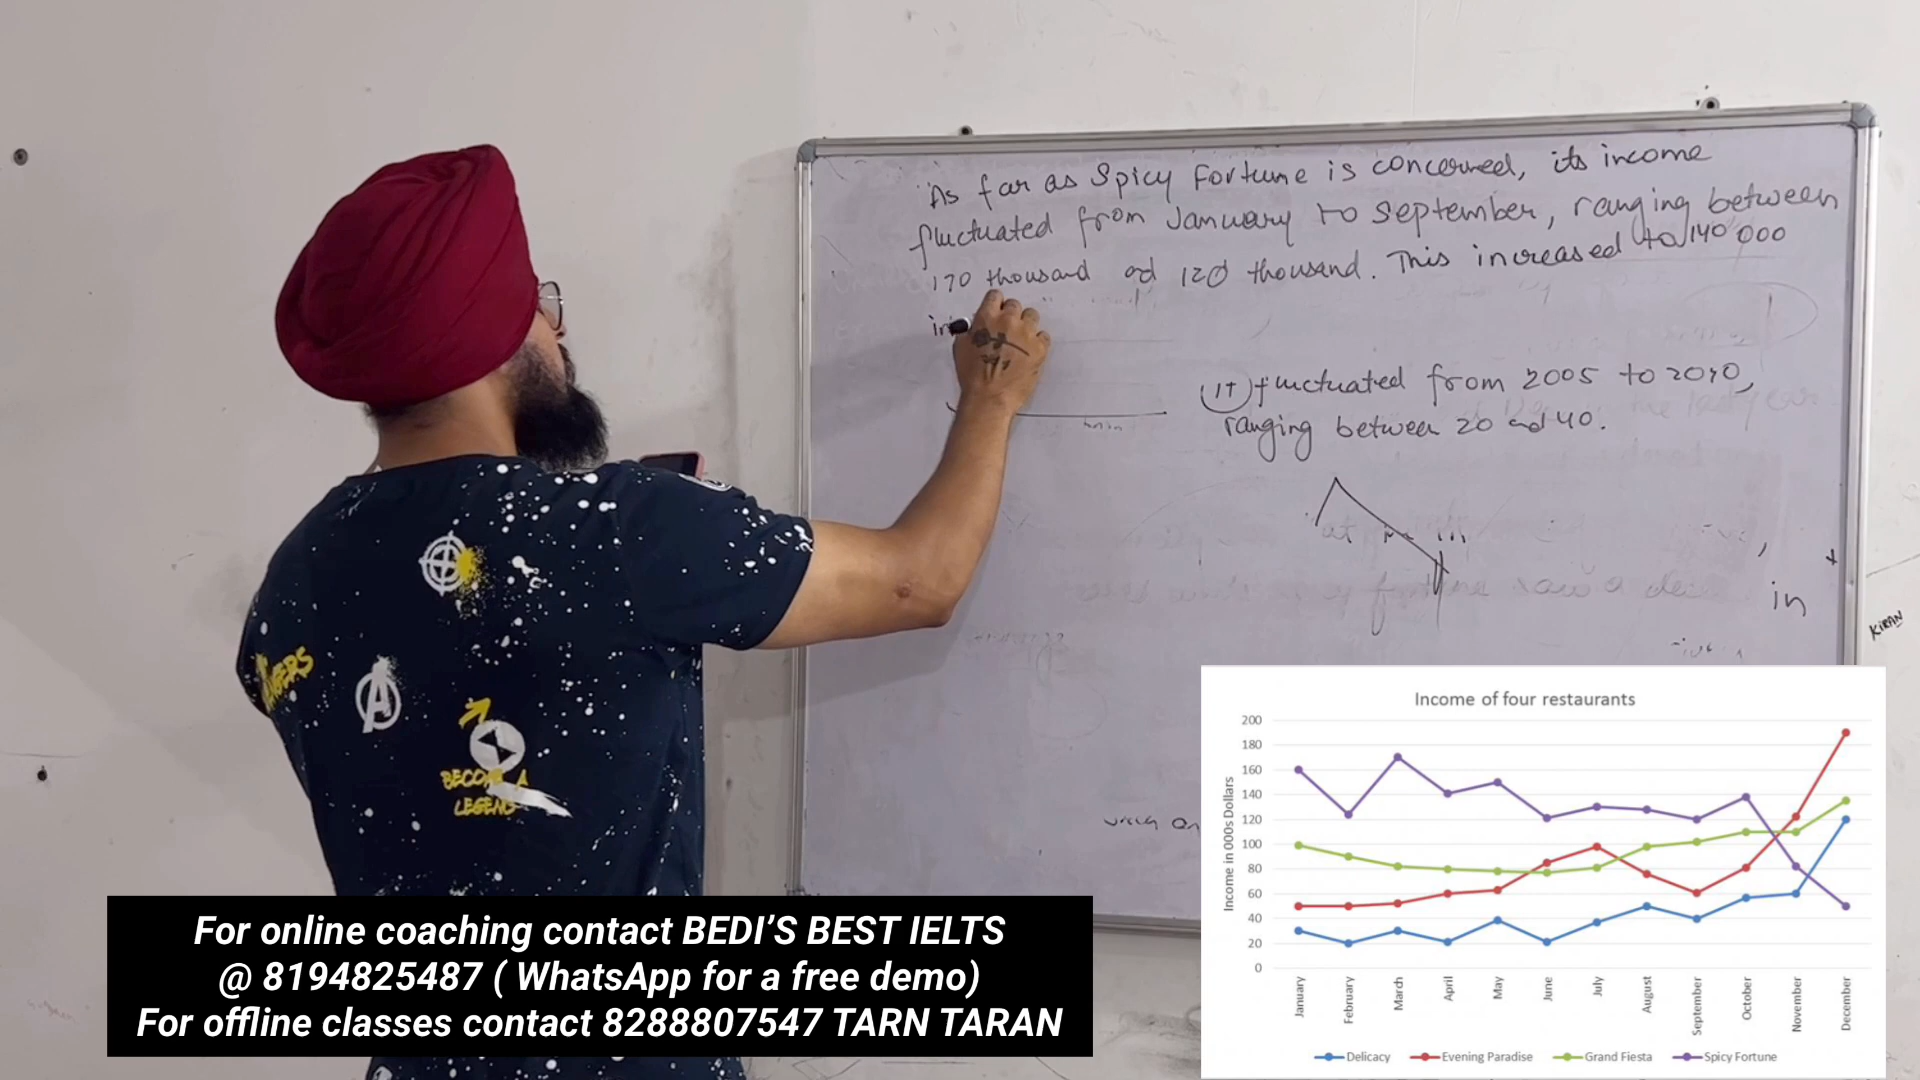 As far as Spicy Fortune is concerned, its income
fluctuated from January to September, ranging between
170 thousand ad 120 thousand. This increased to 140 000
in
(It) fluctuated from 2005 to 2010,
ranging between 20 ad 40.
in
KIRAN
BECOME A
LEGEND
For online coaching contact BEDI'S BEST IELTS
@ 8194825487 ( WhatsApp for a free demo)
For offline classes contact 8288807547 TARN TARAN
Income of four restaurants
Income in 000s Dollars
200
180
160
140
120
100
80
60
40
20
0
January
February
March
April
May
June
July
August
September
October
November
December
Delicacy
Evening Paradise
Grand Fiesta
Spicy Fortune